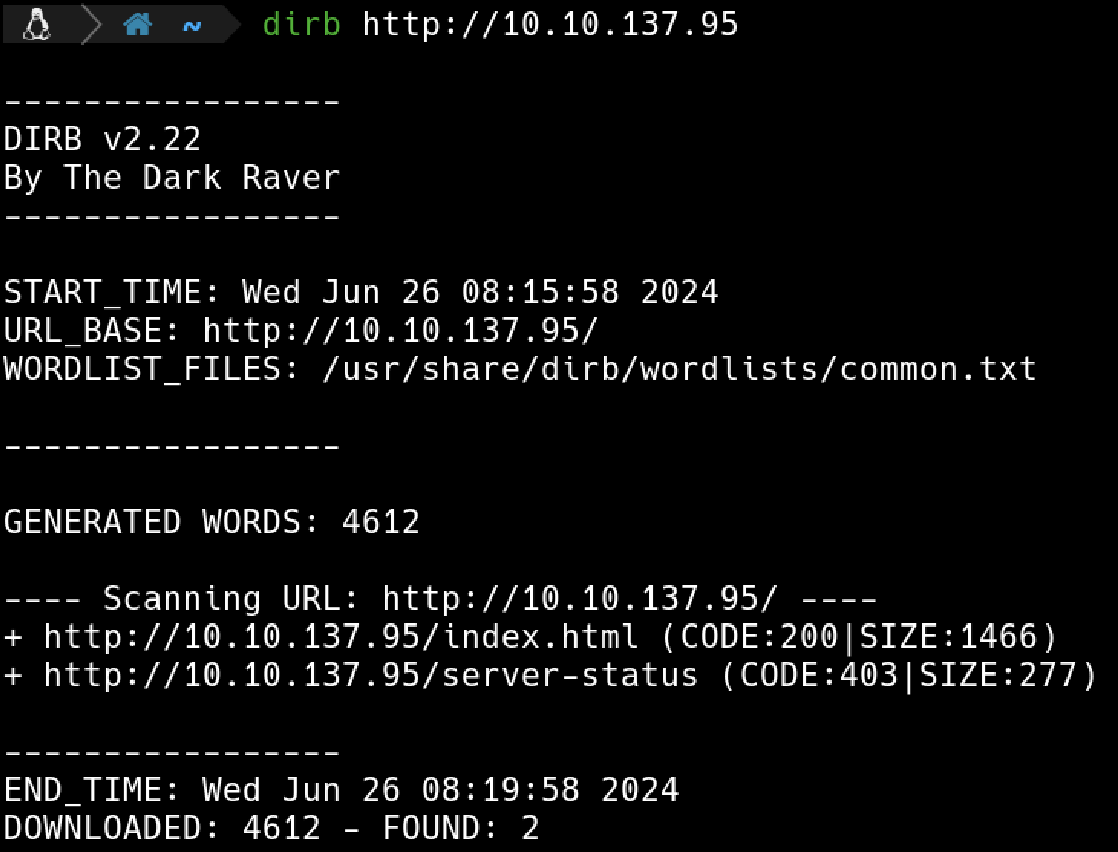 ~ dirb http://10.10.137.95
-----------------
DIRB v2.22
By The Dark Raver
-----------------
START_TIME: Wed Jun 26 08:15:58 2024
URL_BASE: http://10.10.137.95/
WORDLIST_FILES: /usr/share/dirb/wordlists/common.txt
-----------------
GENERATED WORDS: 4612
---- Scanning URL: http://10.10.137.95/ ----
+ http://10.10.137.95/index.html (CODE:200|SIZE:1466)
+ http://10.10.137.95/server-status (CODE:403|SIZE:277)
-----------------
END_TIME: Wed Jun 26 08:19:58 2024
DOWNLOADED: 4612 - FOUND: 2